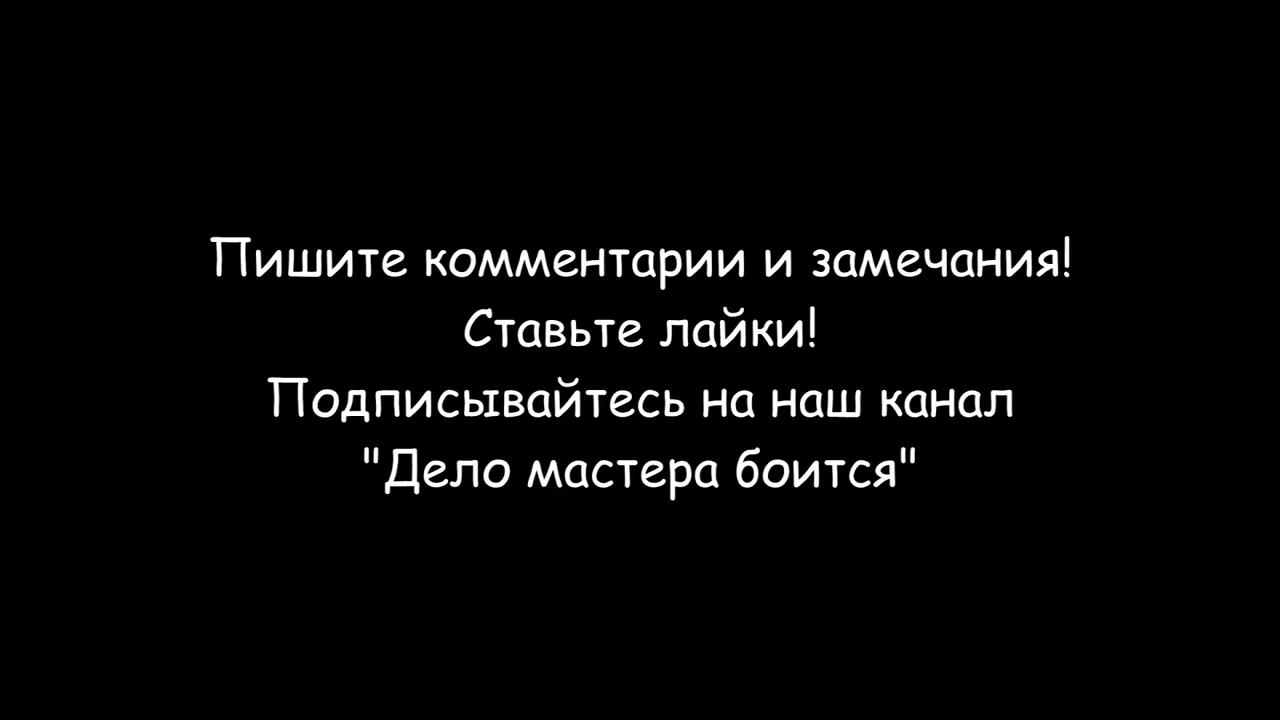 Пишите комментарии и замечания!
Ставьте лайки!
Подписывайтесь на наш канал
"Дело мастера боится"